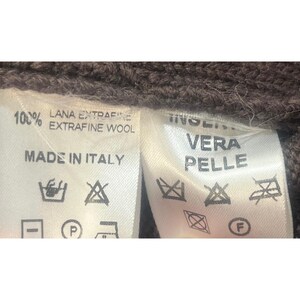 100% LANA EXTRAFINE
EXTRAFINE WOOL
MADE IN ITALY
P
VERA
PELLE
F